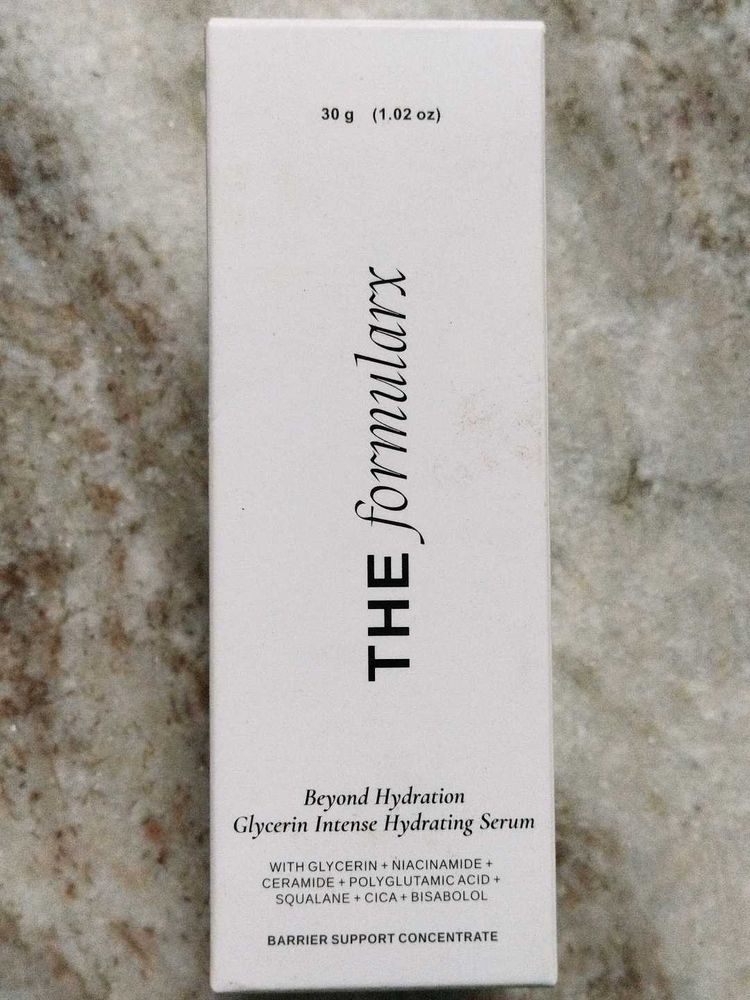 30 g (1.02 oz)
THE formularx
Beyond Hydration
Glycerin Intense Hydrating Serum
WITH GLYCERIN + NIACINAMIDE +
CERAMIDE + POLYGLUTAMIC ACID +
SQUALANE + CICA + BISABOLOL
BARRIER SUPPORT CONCENTRATE